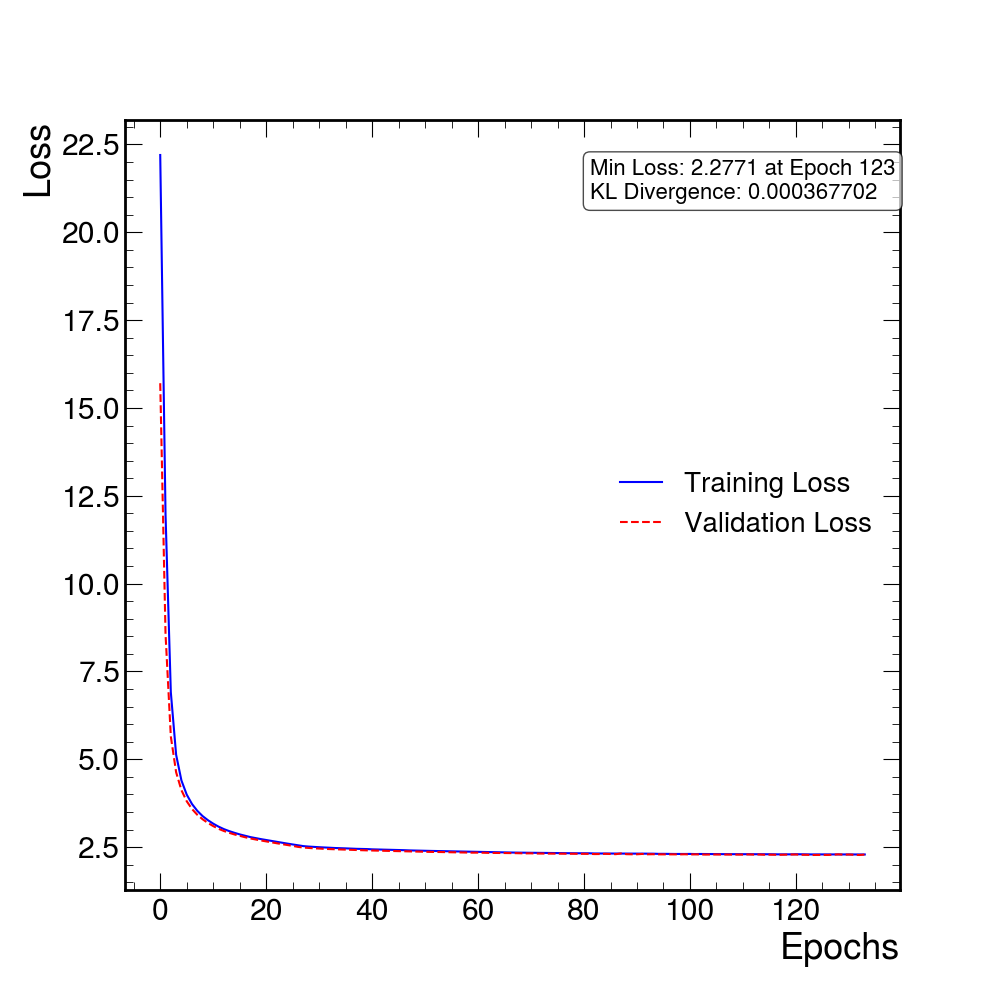 Loss
22.5
20.0
17.5
15.0
12.5
10.0
7.5
5.0
2.5
Min Loss: 2.2771 at Epoch 123
KL Divergence: 0.000367702
Training Loss
Validation Loss
0 20 40 60 80 100 120
Epochs